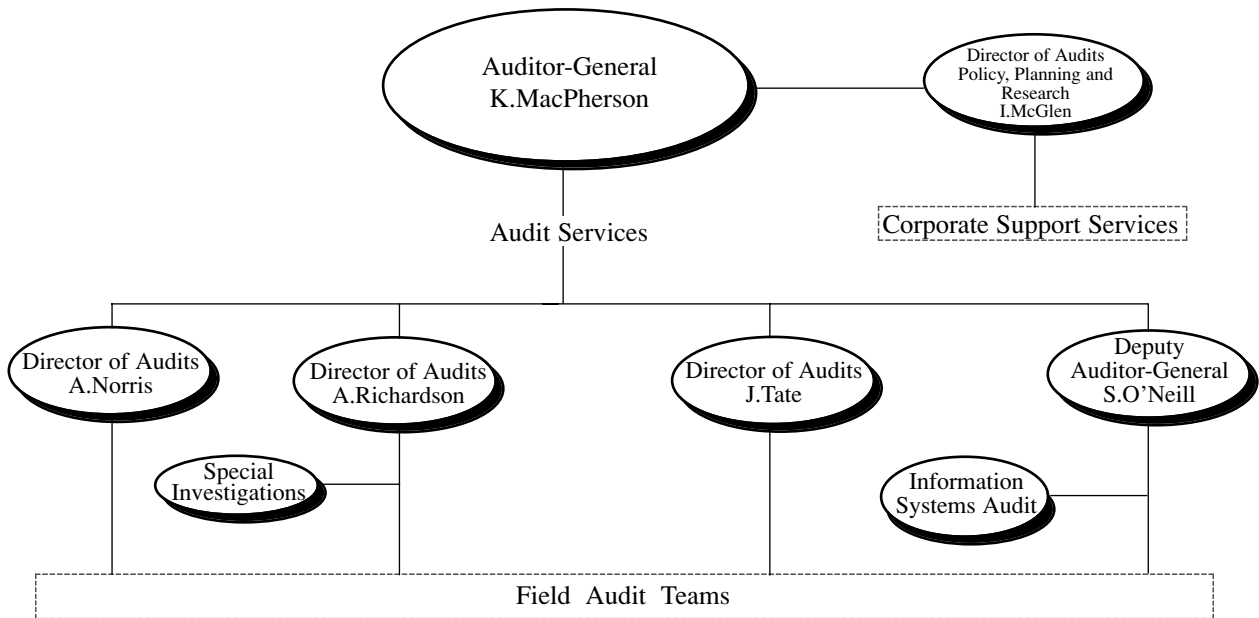 Auditor-General
K.MacPherson
Director of Audits
Policy, Planning and
Research
I.McGlen
Audit Services
Corporate Support Services
Director of Audits
A.Norris
Director of Audits
A.Richardson
Director of Audits
J.Tate
Deputy
Auditor-General
S.O’Neill
Special
Investigations
Information
Systems Audit
Field Audit Teams